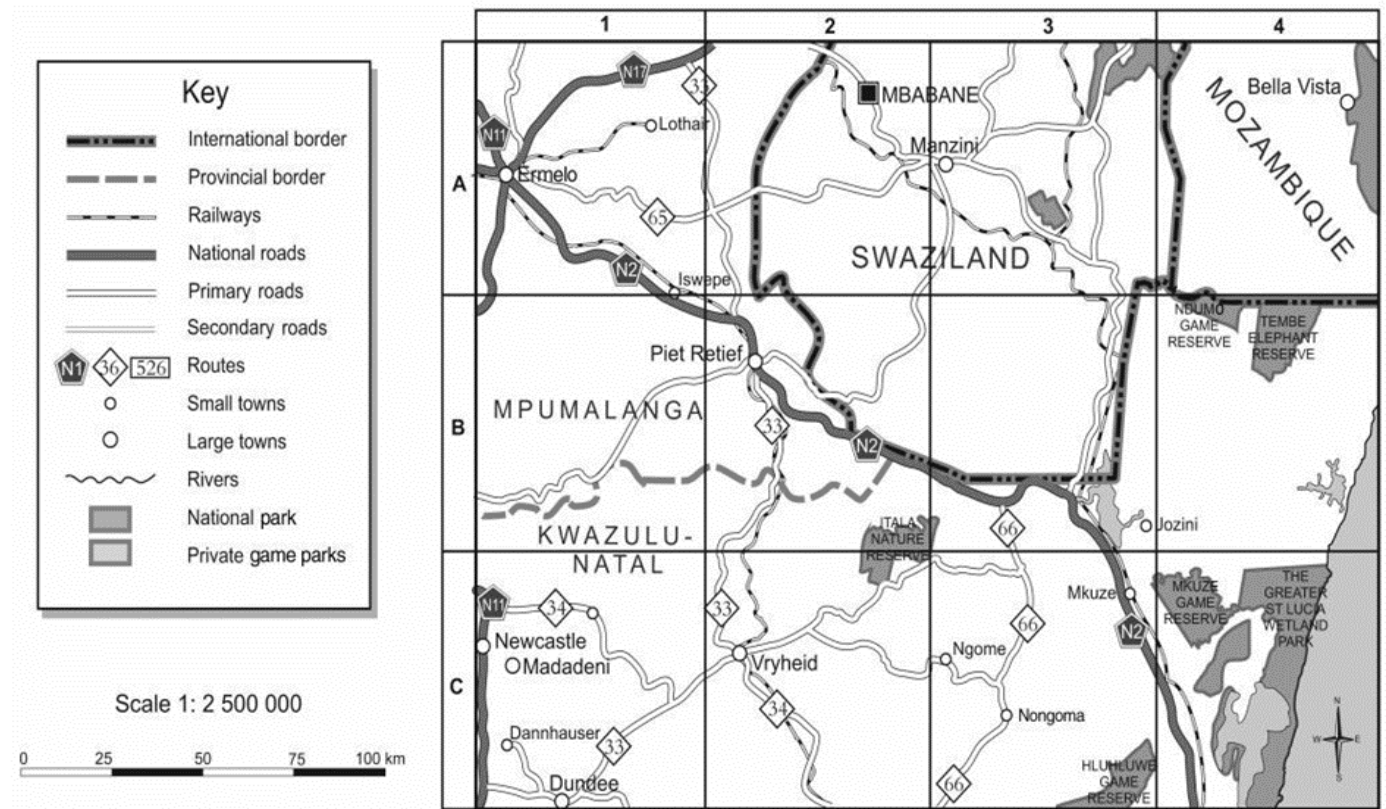 Key
International border
Provincial border
Railways
National roads
Primary roads
Secondary roads
N1 36 526 Routes
Small towns
Large towns
Rivers
National park
Private game parks
Scale 1: 2 500 000
0 25 50 75 100 km
1 2 3 4
A
B
C
N17
33
N11
Lothair
Ermelo
65
N2
Iswepe
MBABANE
Manzini
SWAZILAND
Bella Vista
MOZAMBIQUE
NDUMO
GAME
RESERVE
TEMBE
ELEPHANT
RESERVE
Piet Retief
MPUMALANGA
33
N2
KWAZULU-
NATAL
ITALA
NATURE
RESERVE
66
Jozini
N11
34
Newcastle
Madadeni
Dannhauser
33
Dundee
33
Vryheid
34
66
Ngome
Nongoma
66
Mkuze
N2
MKUZE
GAME
RESERVE
THE
GREATER
ST LUCIA
WETLAND
PARK
HLUHLUWE
GAME
RESERVE
N
W E
S